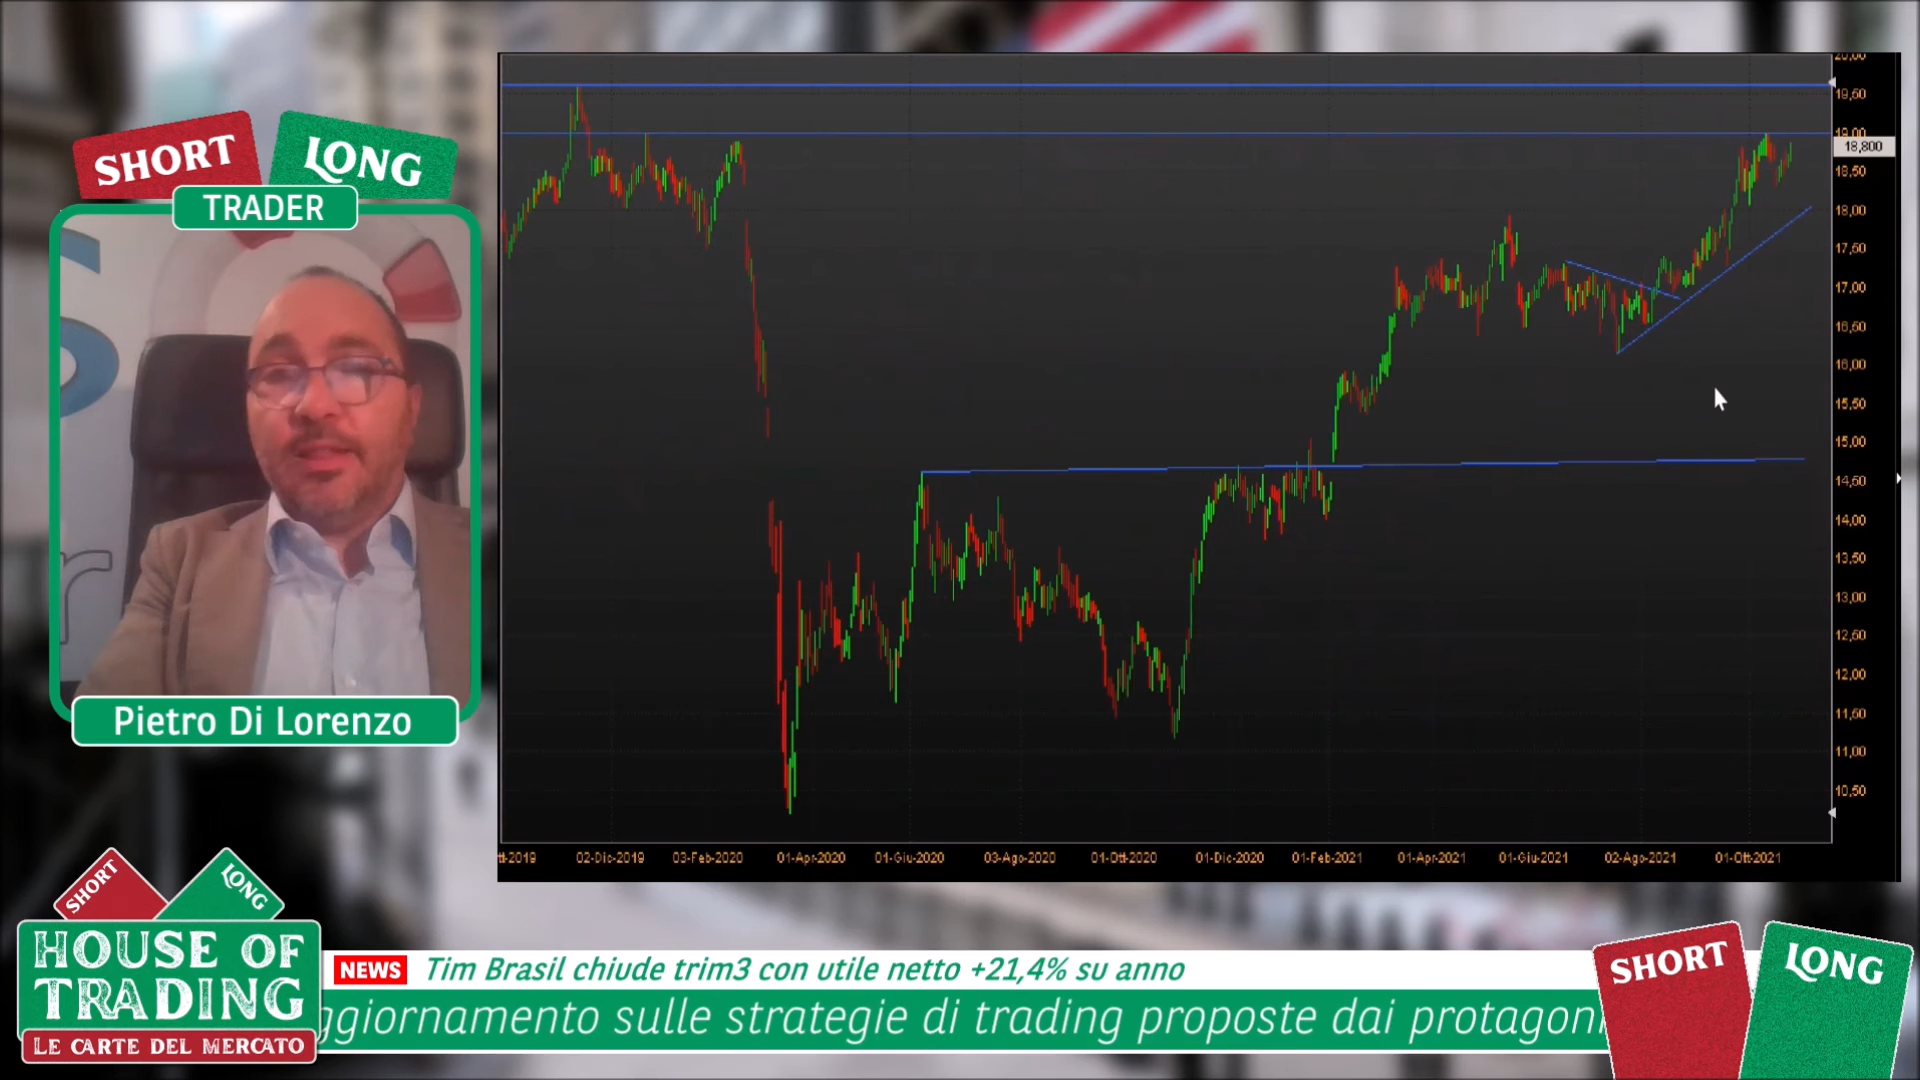 SHORT
LONG
TRADER
Pietro Di Lorenzo
20,00
19,50
19,00
18,800
18,50
18,00
17,50
17,00
16,50
16,00
15,50
15,00
14,50
14,00
13,50
13,00
12,50
12,00
11,50
11,00
10,50
tt-2019
02-Dic-2019
03-Feb-2020
01-Apr-2020
01-Giu-2020
03-Ago-2020
01-Ott-2020
01-Dic-2020
01-Feb-2021
01-Apr-2021
01-Giu-2021
02-Ago-2021
01-Ott-2021
SHORT
LONG
HOUSE OF
TRADING
LE CARTE DEL MERCATO
NEWS Tim Brasil chiude trim3 con utile netto +21,4% su anno
ggiornamento sulle strategie di trading proposte dai protagoni
SHORT
LONG